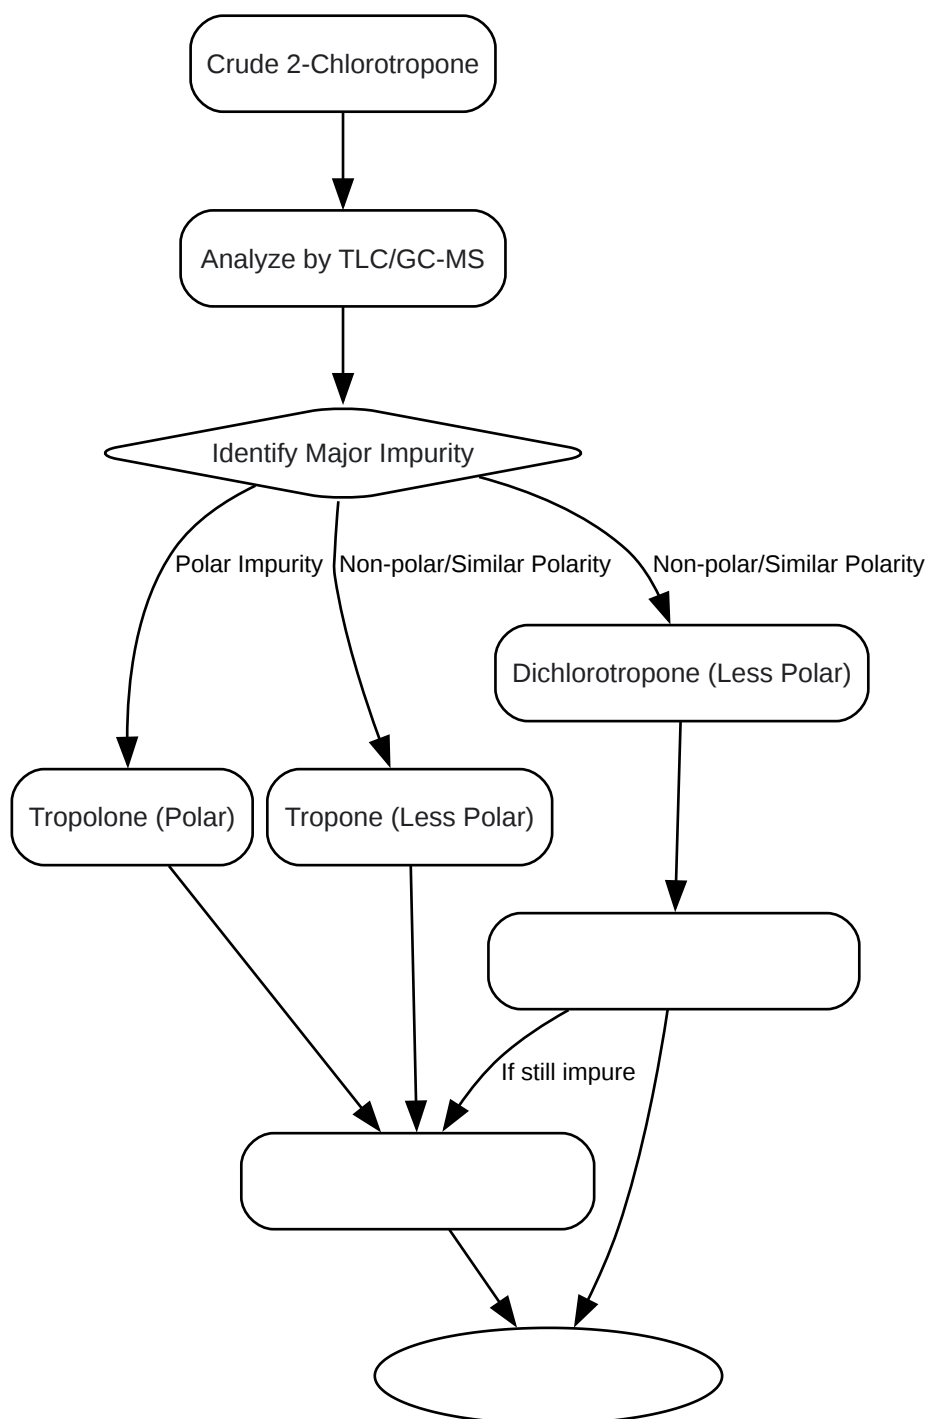 Crude 2-Chlorotropone
Analyze by TLC/GC-MS
Identify Major Impurity
Polar Impurity
Non-polar/Similar Polarity
Non-polar/Similar Polarity
Dichlorotropone (Less Polar)
Tropolone (Polar)
Tropone (Less Polar)
If still impure